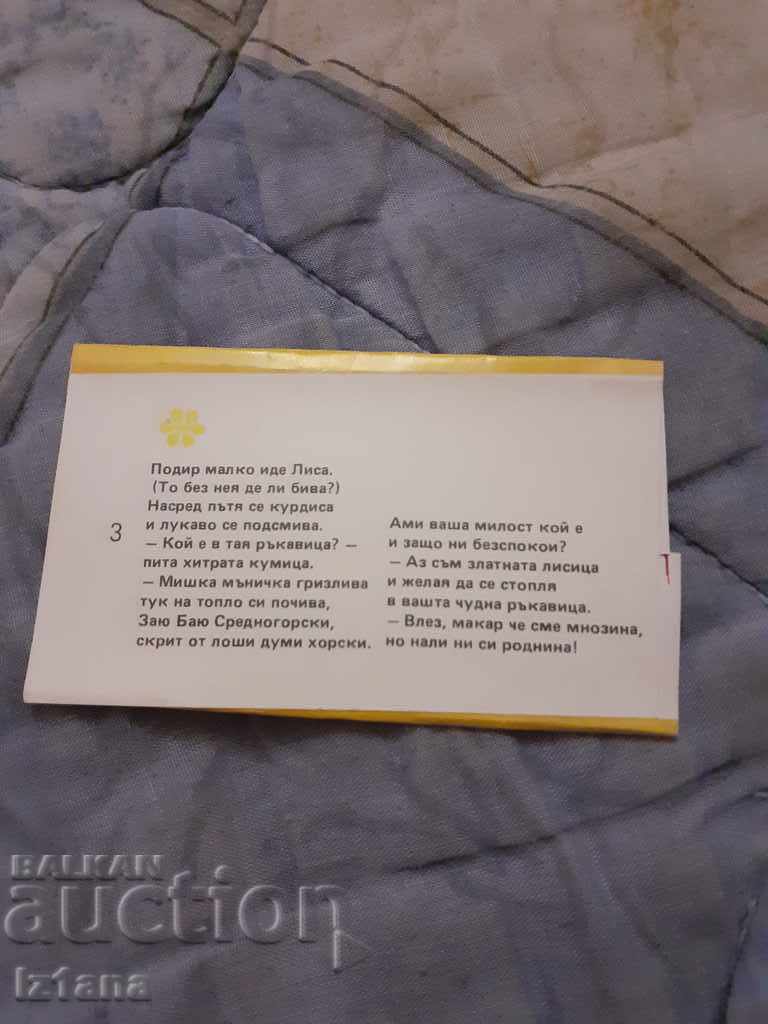 Подир малко иде Лиса.
(То без нея де ли бива?)
Насред пътя се курдиса
и лукаво се подсмива.
— Кой е в тая ръкавица? —
пита хитрата кумица.
— Мишка мъничка гризлива
тук на топло си почива,
Заю Баю Средногорски,
скрит от лоши думи хорски.
3
Ами ваша милост кой е
и защо ни безспокои?
— Аз съм златната лисица
и желая да се стопля
в вашта чудна ръкавица.
— Влез, макар че сме мнозина,
но нали ни си роднина!
BALKAN
auction
Iz1ana